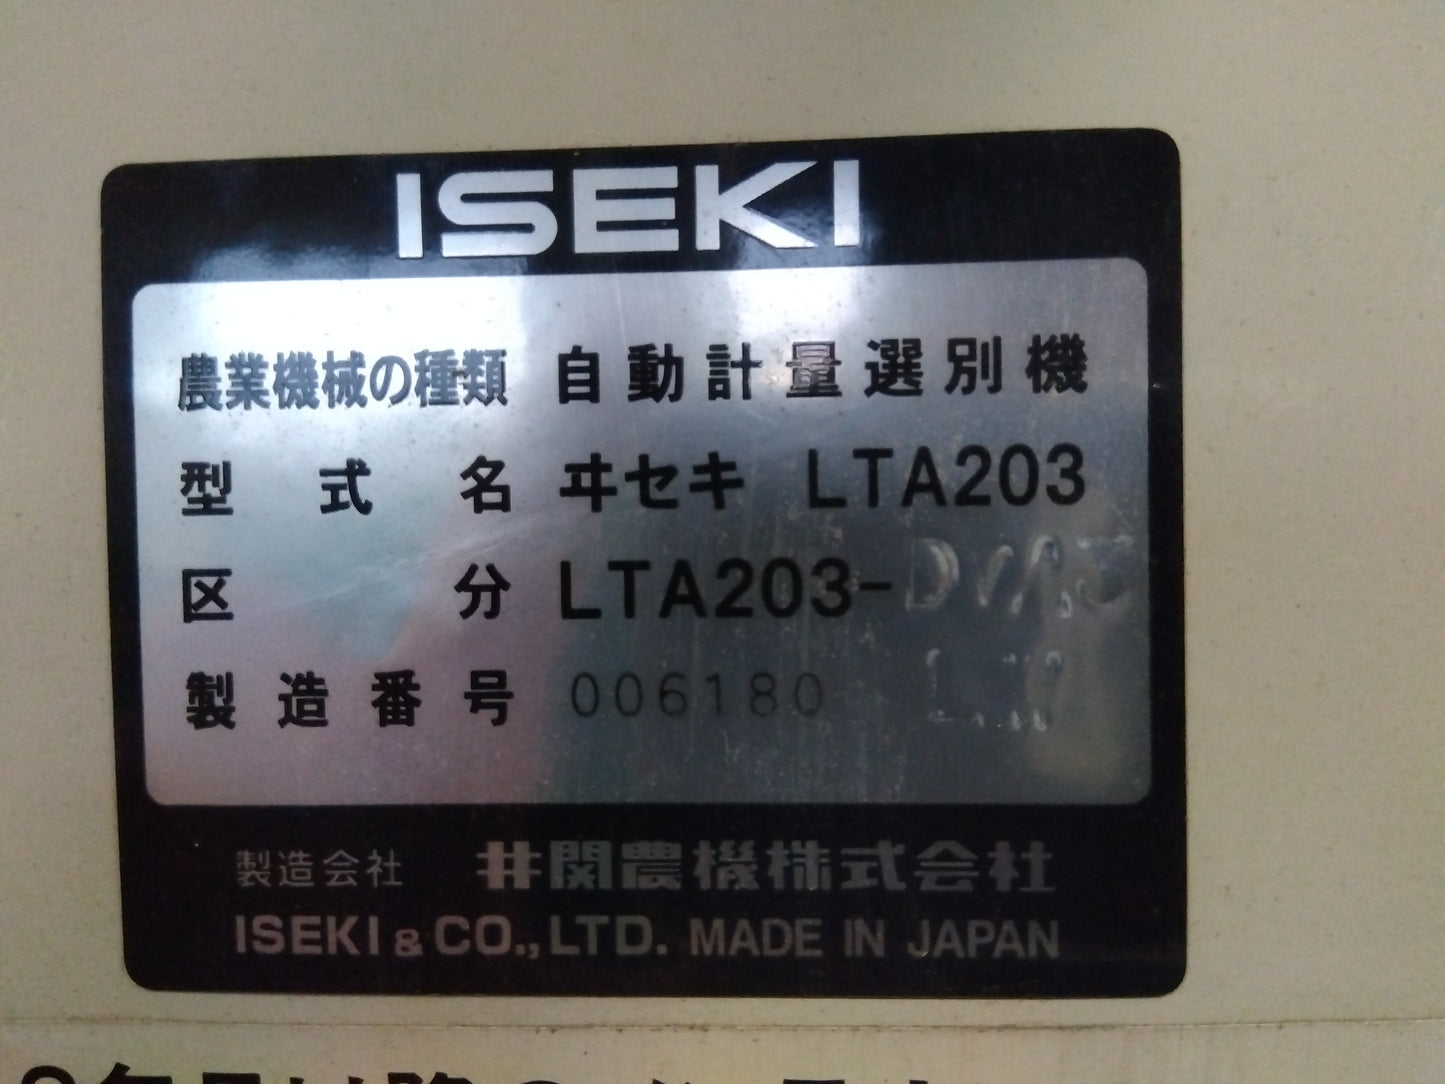 ISEKI
農業機械の種類 自動計量選別機
型式名 ヰセキ LTA203
区分 LTA203-
製造番号 006180
製造会社 井関農機株式会社
ISEKI & CO., LTD. MADE IN JAPAN